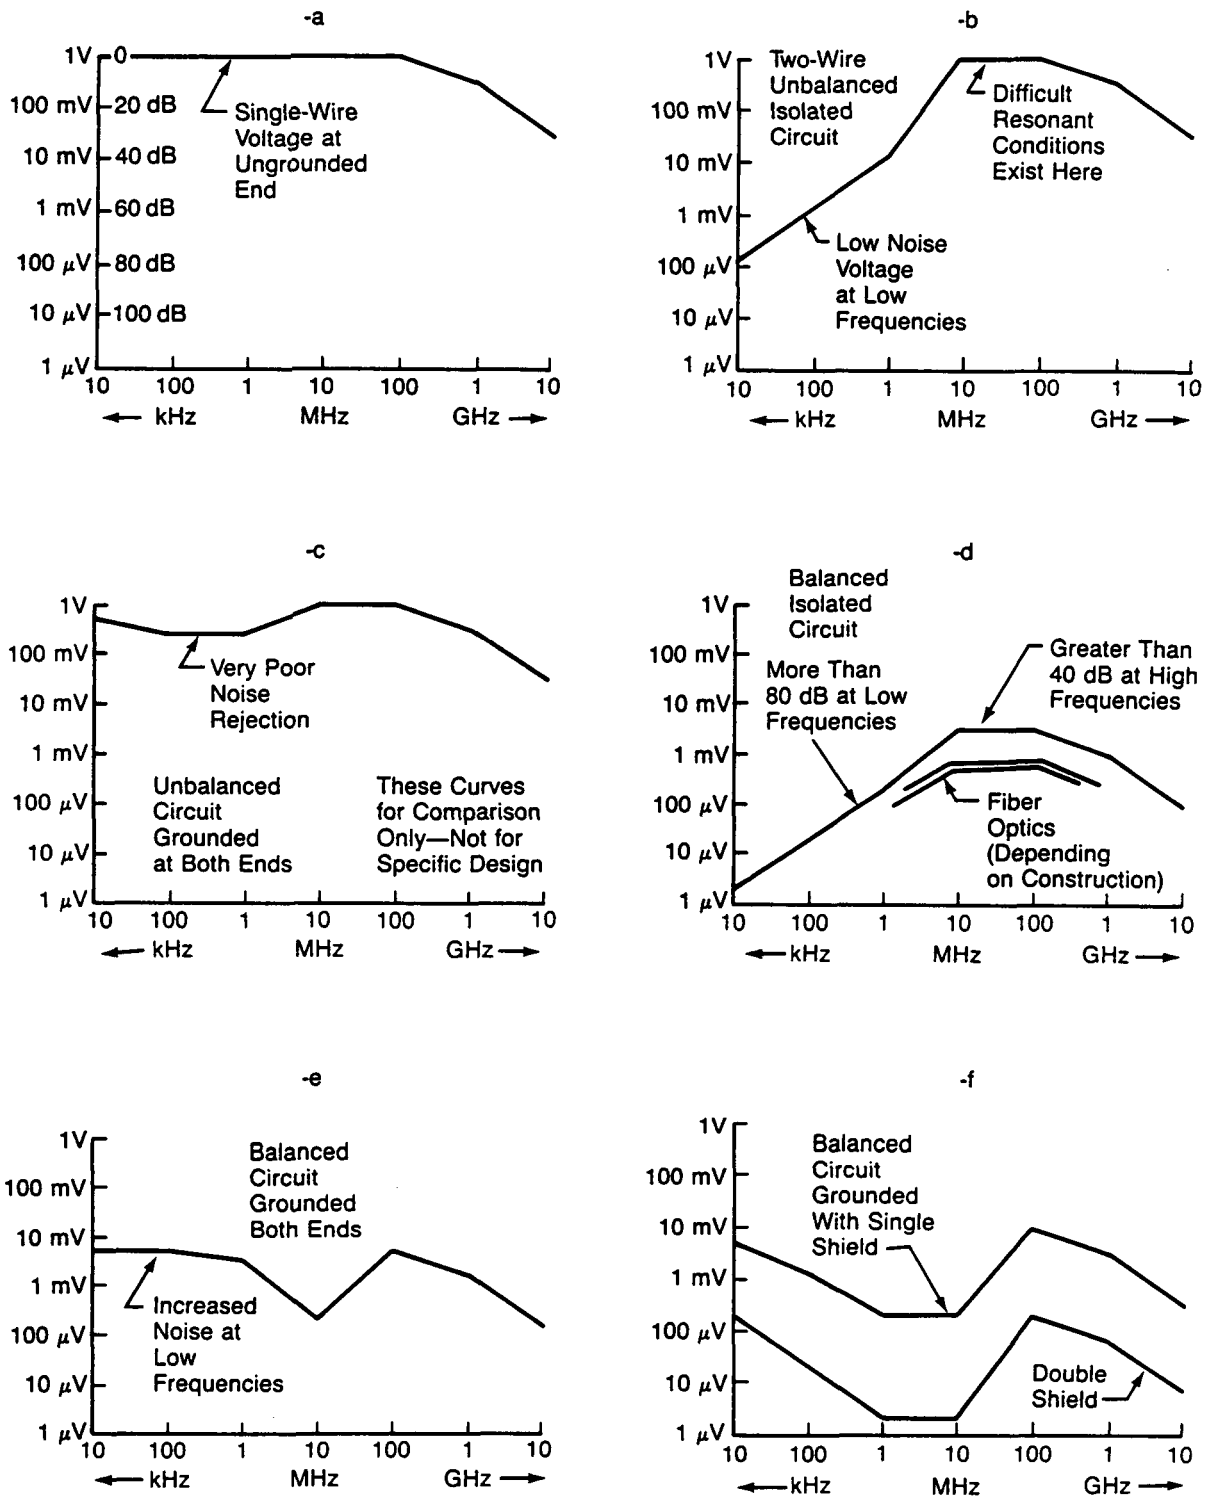 -a
1V
0
100 mV
20 dB
10 mV
40 dB
1 mV
60 dB
100 μV
80 dB
10 μV
100 dB
1 μV
Single-Wire
Voltage at
Ungrounded
End
10 100 1 10 100 1 10
kHz MHz GHz
-b
1V
100 mV
10 mV
1 mV
100 μV
10 μV
1 μV
Two-Wire
Unbalanced
Isolated
Circuit
Difficult
Resonant
Conditions
Exist Here
Low Noise
Voltage
at Low
Frequencies
10 100 1 10 100 1 10
kHz MHz GHz
-c
1V
100 mV
10 mV
1 mV
100 μV
10 μV
1 μV
Very Poor
Noise
Rejection
Unbalanced
Circuit
Grounded
at Both Ends
These Curves
for Comparison
Only—Not for
Specific Design
10 100 1 10 100 1 10
kHz MHz GHz
-d
Balanced
Isolated
Circuit
1V
100 mV
10 mV
1 mV
100 μV
10 μV
1 μV
More Than
80 dB at Low
Frequencies
Greater Than
40 dB at High
Frequencies
Fiber
Optics
(Depending
on Construction)
10 100 1 10 100 1 10
kHz MHz GHz
-e
1V
100 mV
10 mV
1 mV
100 μV
10 μV
1 μV
Balanced
Circuit
Grounded
Both Ends
Increased
Noise at
Low
Frequencies
10 100 1 10 100 1 10
kHz MHz GHz
-f
1V
100 mV
10 mV
1 mV
100 μV
10 μV
1 μV
Balanced
Circuit
Grounded
With Single
Shield
Double
Shield
10 100 1 10 100 1 10
kHz MHz GHz